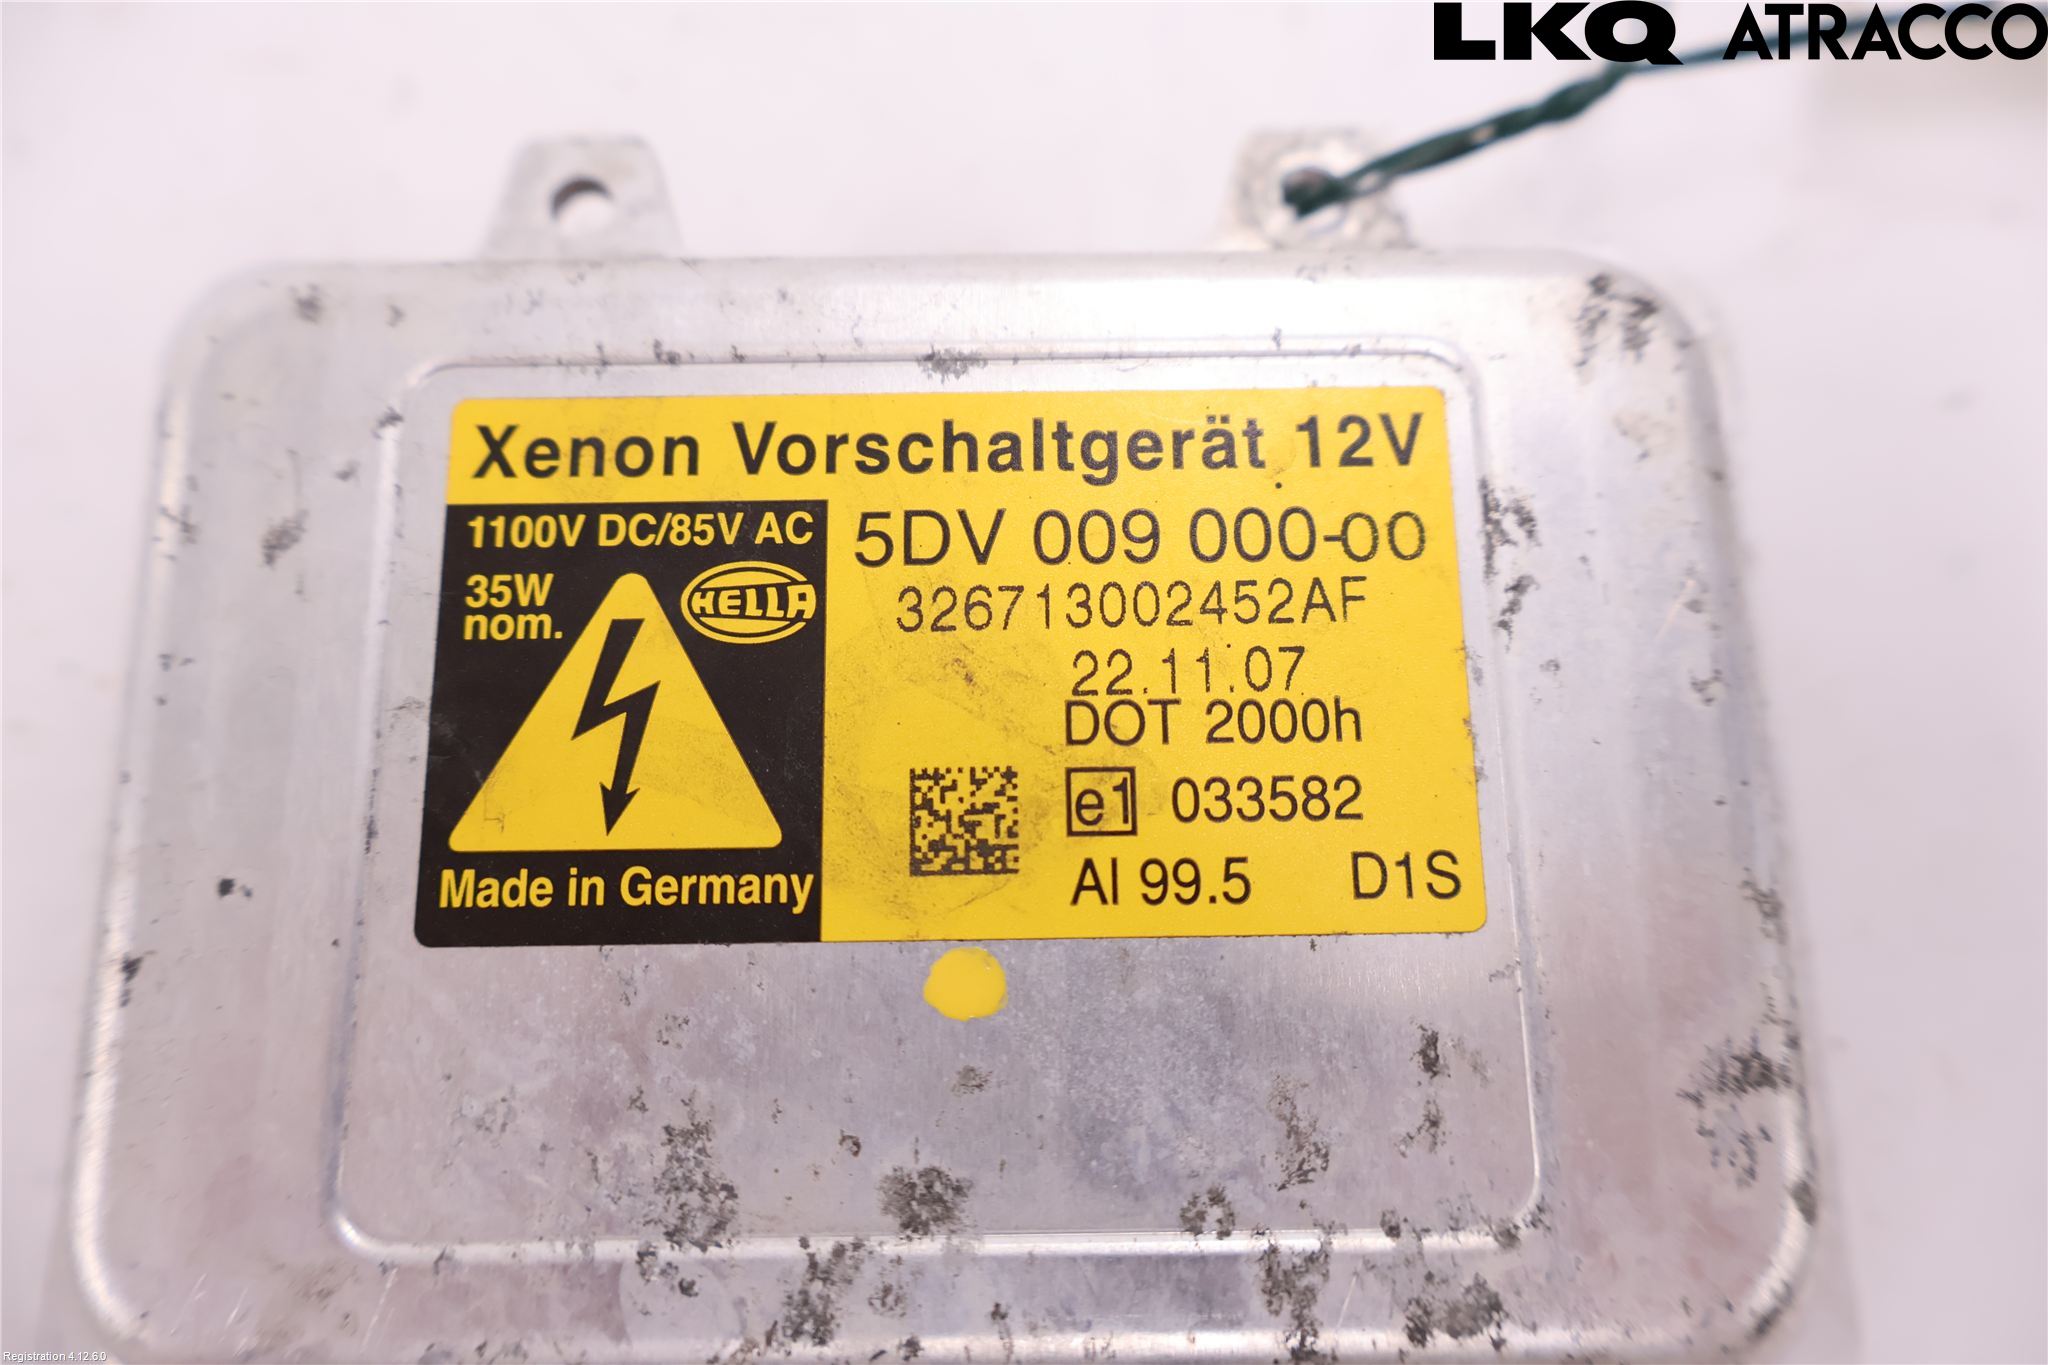 LKQ ATRACCO
Xenon Vorschaltgerät 12V
1100V DC/85V AC
35W
nom.
HELLA
Made in Germany
5DV 009 000-00
326713002452AF
22.11.07
DOT 2000h
e1 033582
Al 99.5 D1S
Registration 4.12.6.0